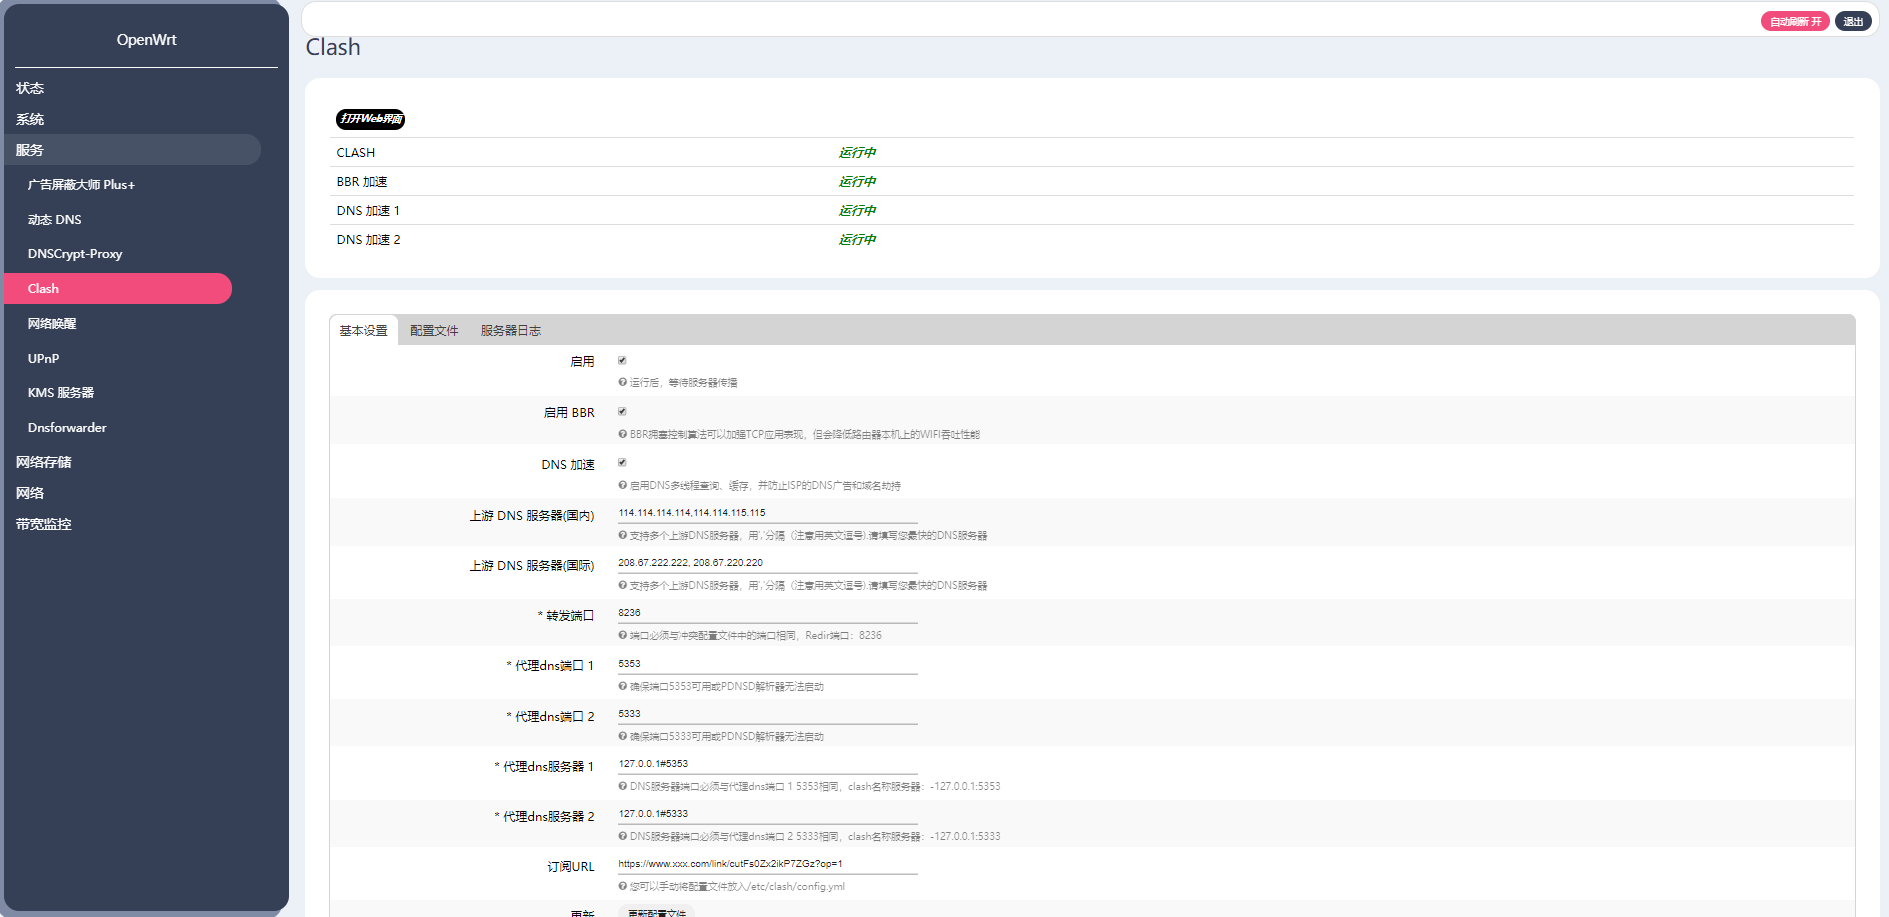 OpenWrt
状态
系统
服务
广告屏蔽大师 Plus+
动态 DNS
DNSCrypt-Proxy
Clash
网络唤醒
UPnP
KMS 服务器
Dnsforwarder
网络存储
网络
带宽监控
自动刷新 开 退出
Clash
打开Web界面
CLASH 运行中
BBR 加速 运行中
DNS 加速 1 运行中
DNS 加速 2 运行中
基本设置 配置文件 服务器日志
启用
运行后，等待服务器传播
启用 BBR
BBR拥塞控制算法可以加强TCP应用表现，但会降低路由器本机上的WIFI吞吐性能
DNS 加速
启用DNS多线程查询、缓存，并防止ISP的DNS广告和域名劫持
上游 DNS 服务器(国内) 114.114.114.114,114.114.115.115
支持多个上游DNS服务器，用','分隔（注意用英文逗号).请填写您最快的DNS服务器
上游 DNS 服务器(国际) 208.67.222.222, 208.67.220.220
支持多个上游DNS服务器，用','分隔（注意用英文逗号).请填写您最快的DNS服务器
* 转发端口 8236
端口必须与冲突配置文件中的端口相同，Redir端口：8236
* 代理dns端口 1 5353
确保端口5353可用或PDNSD解析器无法启动
* 代理dns端口 2 5333
确保端口5333可用或PDNSD解析器无法启动
* 代理dns服务器 1 127.0.0.1#5353
DNS服务器端口必须与代理dns端口 1 5353相同，clash名称服务器：-127.0.0.1:5353
* 代理dns服务器 2 127.0.0.1#5333
DNS服务器端口必须与代理dns端口 2 5333相同，clash名称服务器：-127.0.0.1:5333
订阅URL https://www.xxx.com/link/cutFs0Zx2ikP7ZGz?op=1
您可以手动将配置文件放入/etc/clash/config.yml
更新 更新配置文件